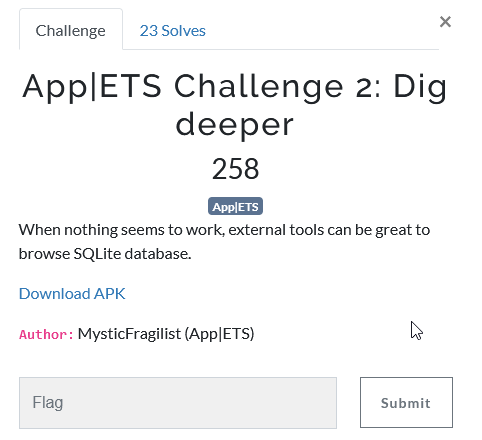 Challenge
23 Solves
×
App|ETS Challenge 2: Dig
deeper
258
App|ETS
When nothing seems to work, external tools can be great to
browse SQLite database.
Download APK
Author: MysticFragilist (App|ETS)
Flag
Submit